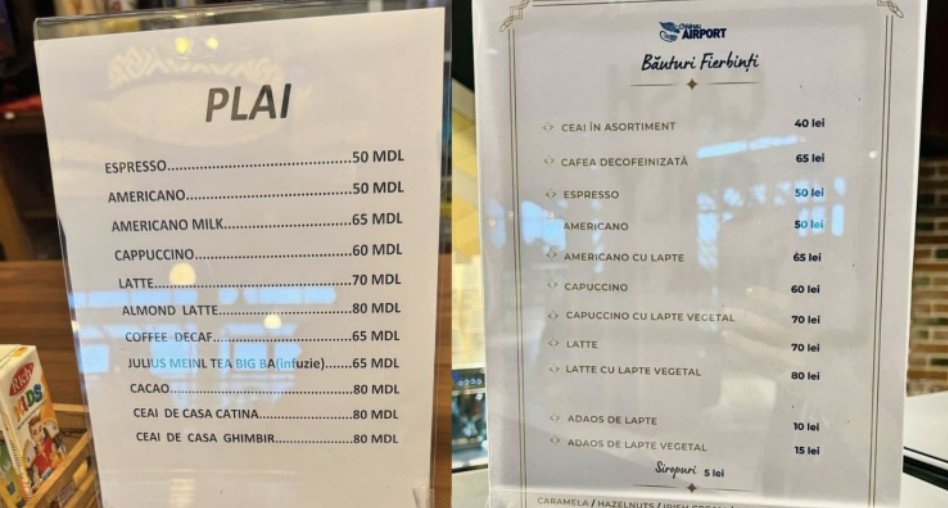 PLAI
ESPRESSO...............................................50 MDL
AMERICANO..........................................50 MDL
AMERICANO MILK................................65 MDL
CAPPUCCINO.......................................60 MDL
LATTE....................................................70 MDL
ALMOND LATTE..................................80 MDL
COFFEE DECAF....................................65 MDL
JULIUS MEINL TEA BIG BA(infuzie).......65 MDL
CACAO................................................80 MDL
CEAI DE CASA CATINA........................80 MDL
CEAI DE CASA GHIMBIR....................80 MDL
Rich
KIDS
Chișinău
AIRPORT
Băuturi Fierbinți
CEAI ÎN ASORTIMENT 40 lei
CAFEA DECOFEINIZATĂ 65 lei
ESPRESSO 50 lei
AMERICANO 50 lei
AMERICANO CU LAPTE 65 lei
CAPUCCINO 60 lei
CAPUCCINO CU LAPTE VEGETAL 70 lei
LATTE 70 lei
LATTE CU LAPTE VEGETAL 80 lei
ADAOS DE LAPTE 10 lei
ADAOS DE LAPTE VEGETAL 15 lei
Siropuri 5 lei
CARAMELA / HAZELNUTS / IRISH CREAM /